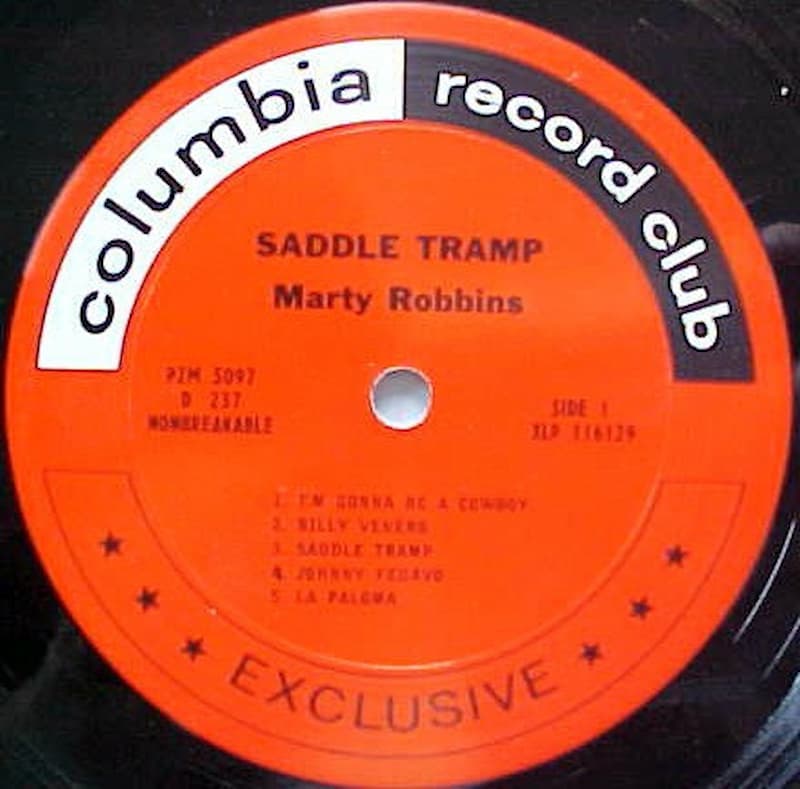 columbia record club
SADDLE TRAMP
Marty Robbins
PZM 5097
D 237
NONBREAKABLE
SIDE 1
XLP 116129
1. I'M GONNA BE A COWBOY
2. BILLY VENERO
3. SADDLE TRAMP
4. JOHNNY FEDAVO
5. LA PALOMA
EXCLUSIVE